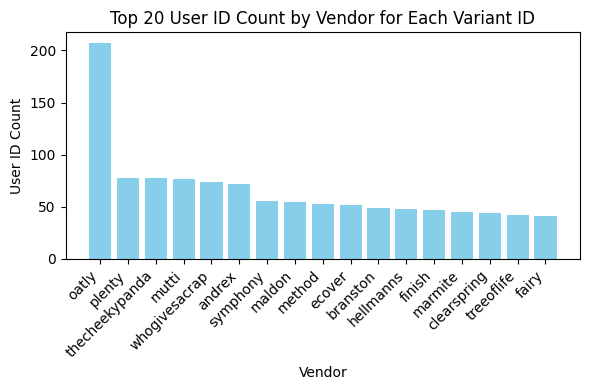 Top 20 User ID Count by Vendor for Each Variant ID
User ID Count
200
150
100
50
0
oatly
plenty
thecheekypanda
mutti
whogivesacrap
andrex
symphony
maldon
method
ecover
branston
hellmanns
finish
marmite
clearspring
treeoflife
fairy
Vendor